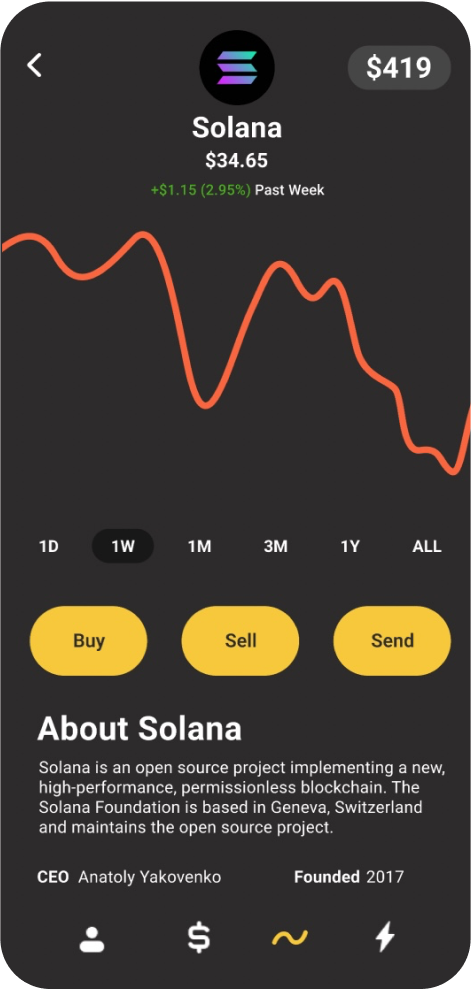 $419
Solana
$34.65
+$1.15 (2.95%) Past Week
1D 1W 1M 3M 1Y ALL
Buy Sell Send
About Solana
Solana is an open source project implementing a new,
high-performance, permissionless blockchain. The
Solana Foundation is based in Geneva, Switzerland
and maintains the open source project.
CEO Anatoly Yakovenko Founded 2017